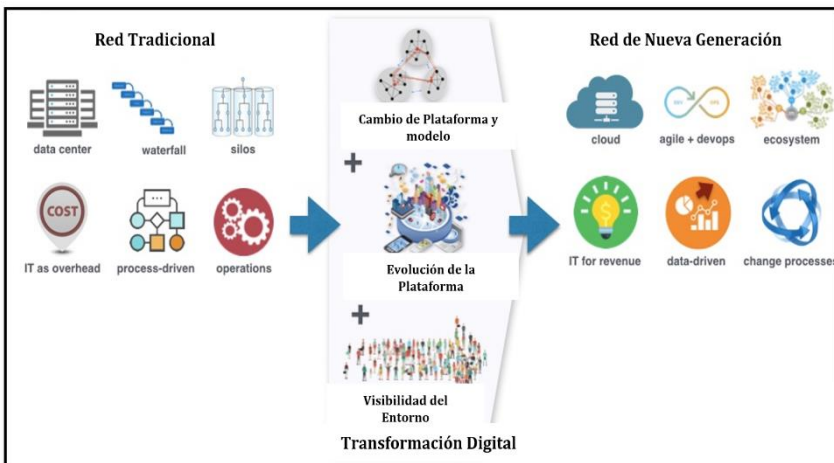 Red Tradicional
data center
waterfall
silos
COST
IT as overhead
process-driven
operations
Cambio de Plataforma y
modelo
+
Evolución de la
Plataforma
+
Visibilidad del
Entorno
Transformación Digital
Red de Nueva Generación
cloud
DEV
OPS
agile + devops
ecosystem
$
IT for revenue
data-driven
change processes